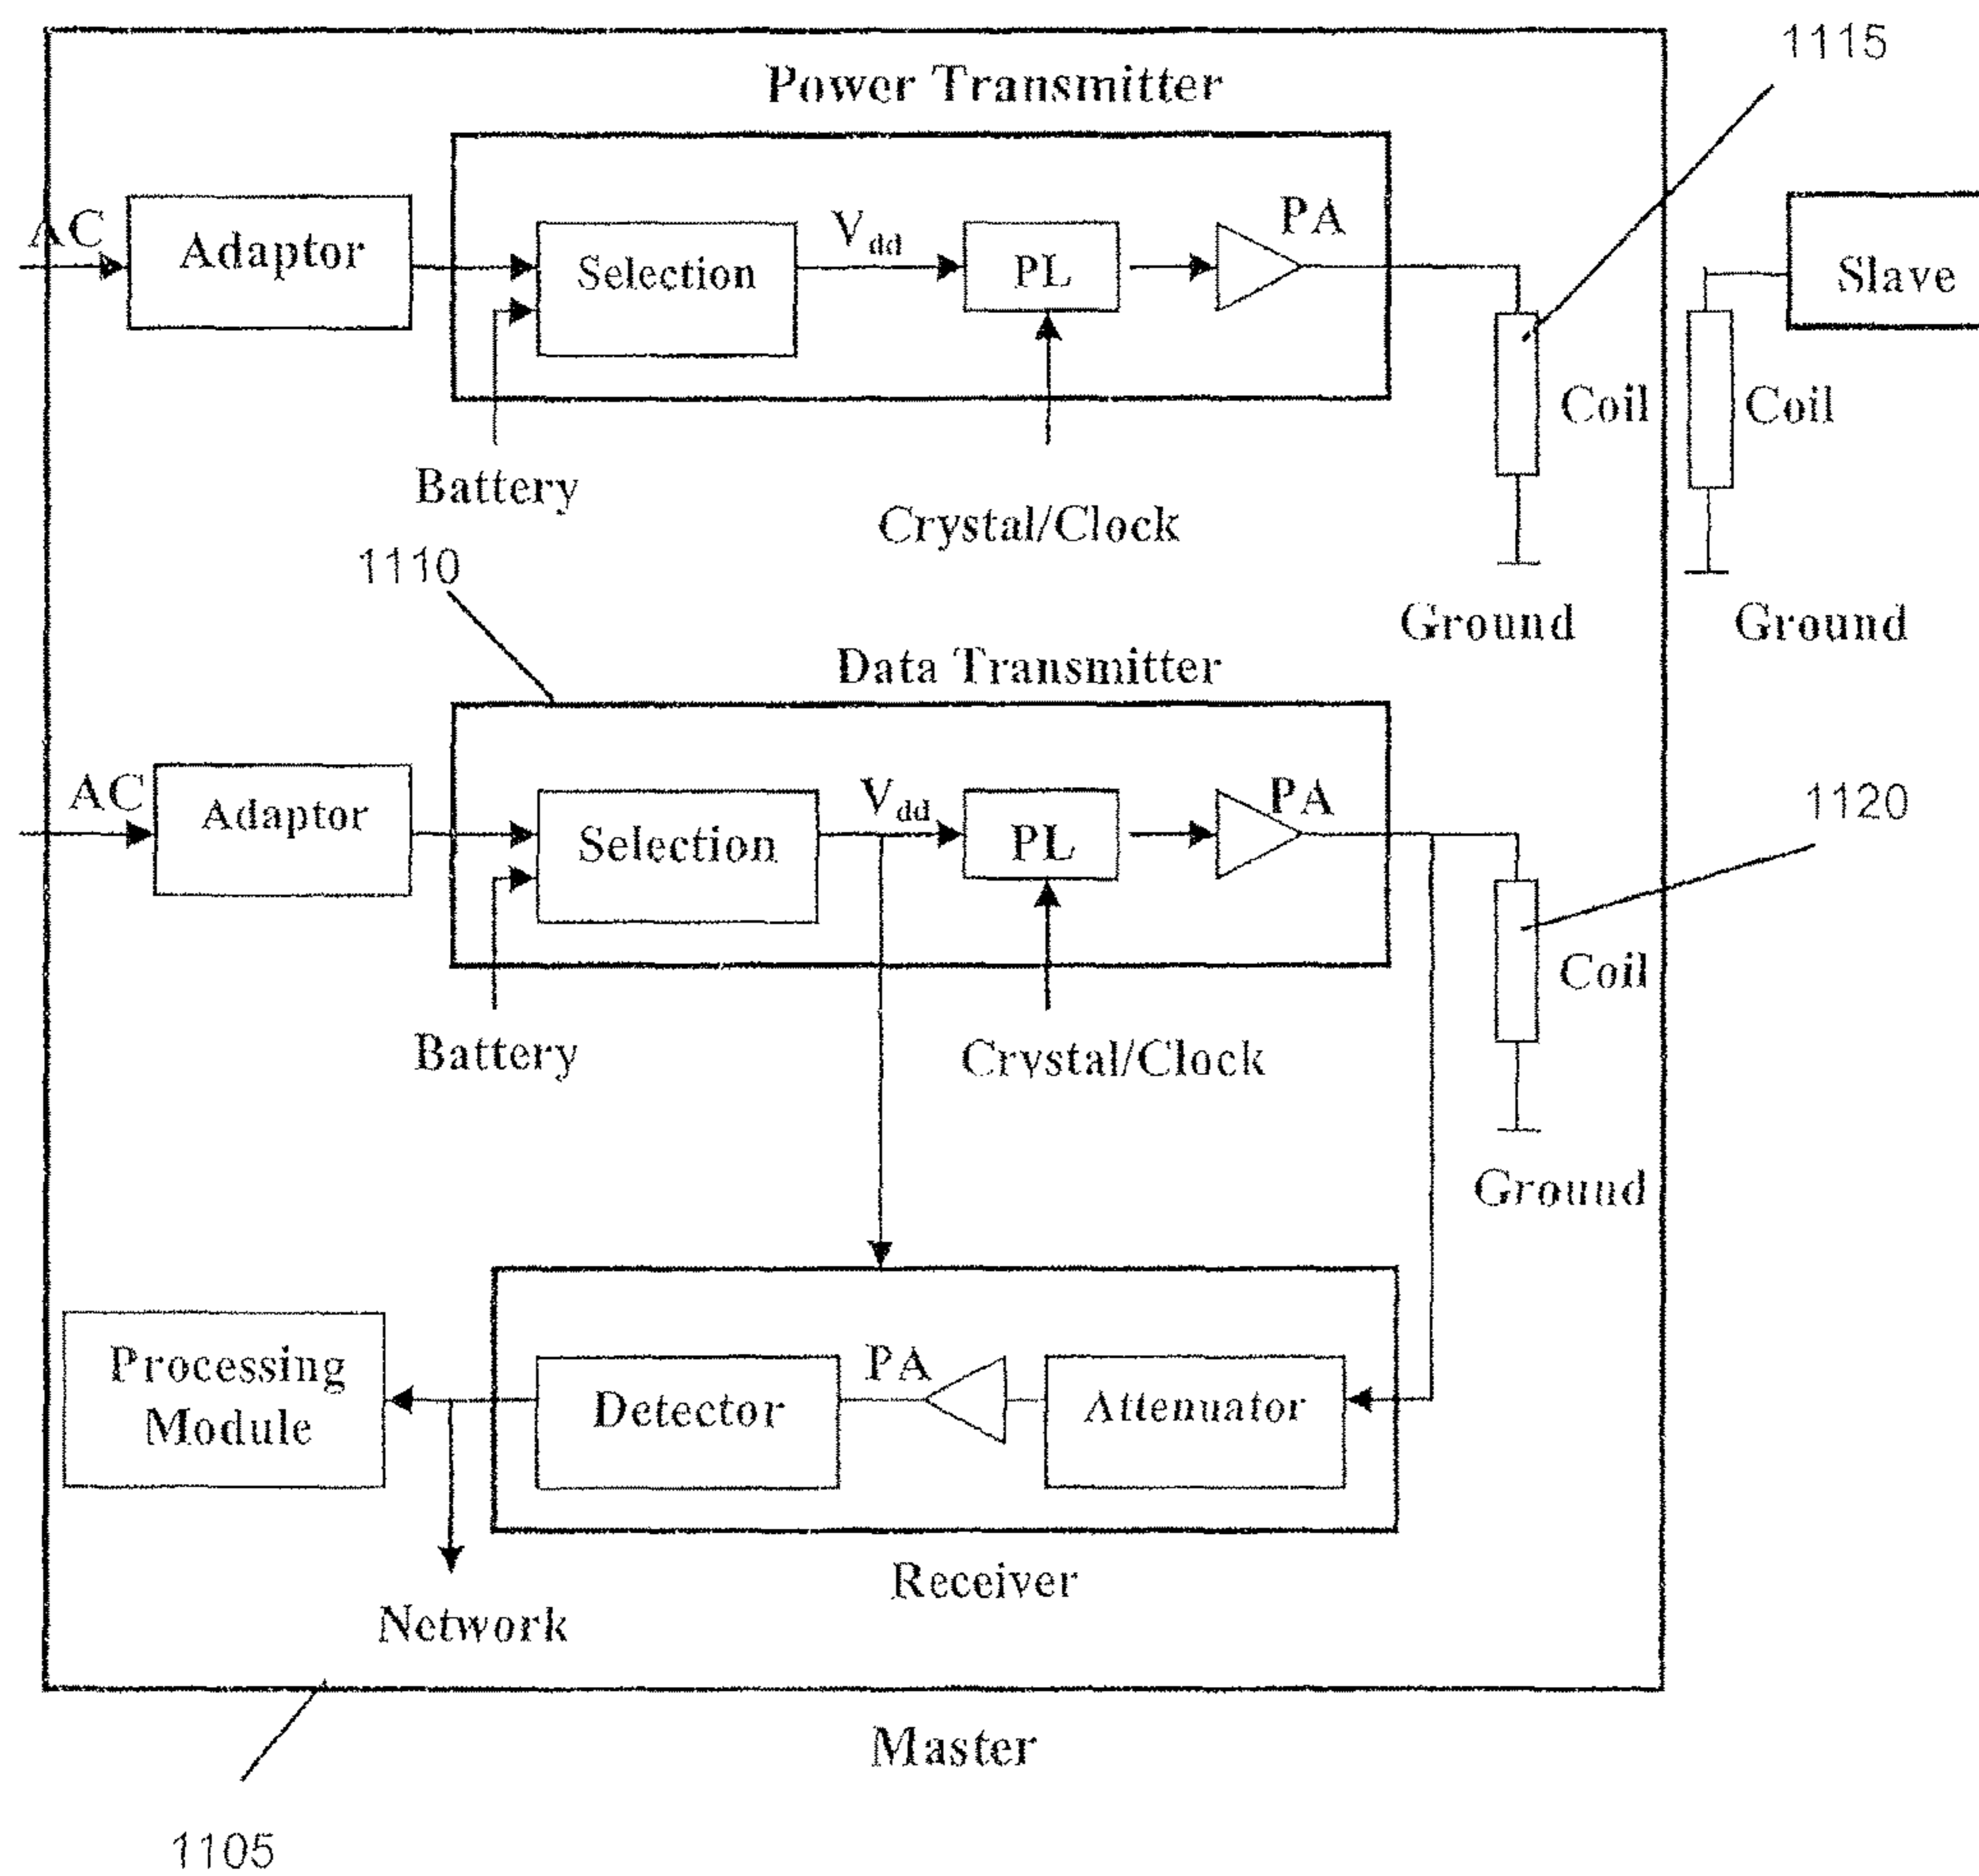 1115
Power Transmitter
AC
Adaptor
Selection
Vdd
PL
PA
Slave
Coil
Coil
Battery
Crystal/Clock
1110
Ground
Ground
Data Transmitter
AC
Adaptor
Selection
Vdd
PL
PA
1120
Coil
Battery
Crystal/Clock
Ground
Processing
Module
Detector
PA
Attenuator
Receiver
Network
Master
1105